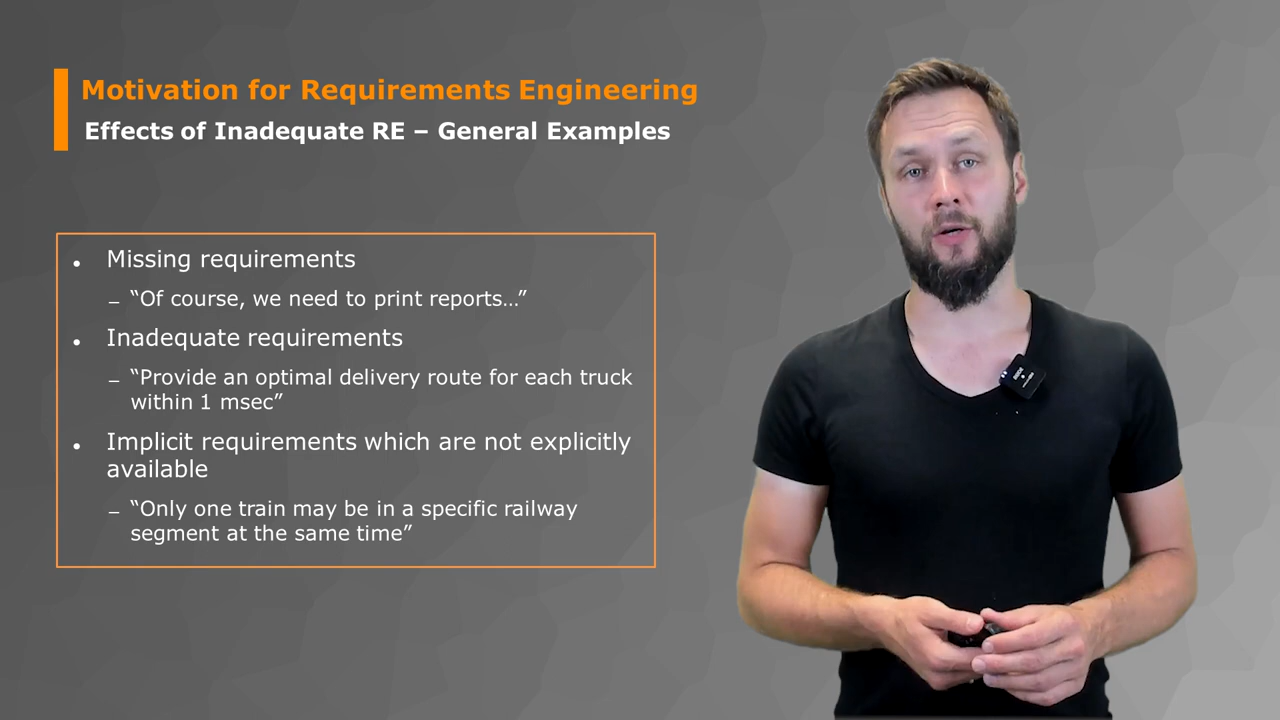 Motivation for Requirements Engineering
Effects of Inadequate RE – General Examples
• Missing requirements
– “Of course, we need to print reports…”
• Inadequate requirements
– “Provide an optimal delivery route for each truck
within 1 msec”
• Implicit requirements which are not explicitly
available
– “Only one train may be in a specific railway
segment at the same time”